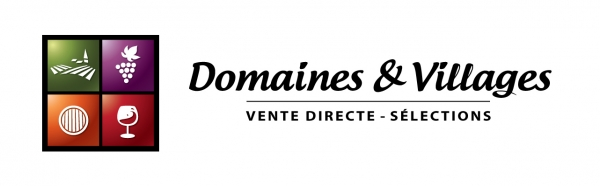 Domaines & Villages
VENTE DIRECTE - SÉLECTIONS